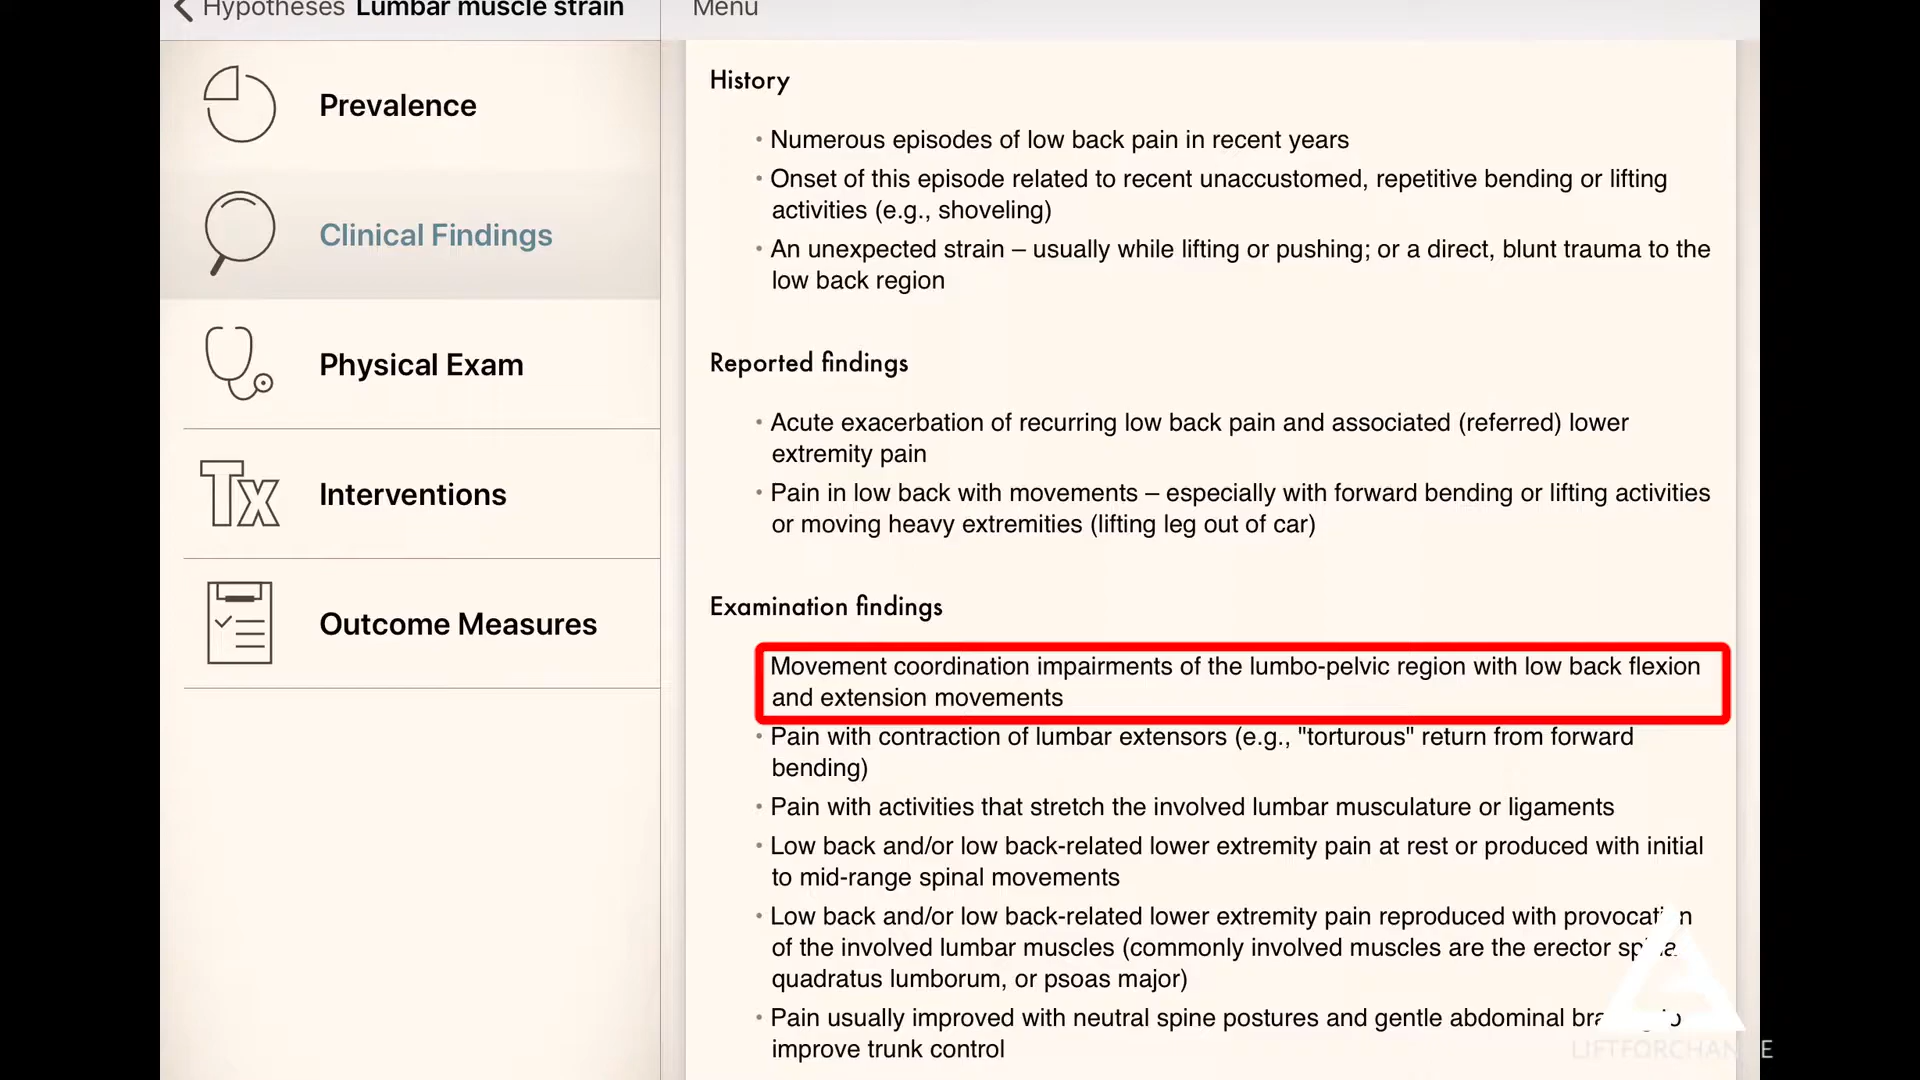 Hypotheses Lumbar muscle strain
Menu
Prevalence
Clinical Findings
Physical Exam
Tx
Interventions
Outcome Measures
History
• Numerous episodes of low back pain in recent years
• Onset of this episode related to recent unaccustomed, repetitive bending or lifting
activities (e.g., shoveling)
• An unexpected strain – usually while lifting or pushing; or a direct, blunt trauma to the
low back region
Reported findings
• Acute exacerbation of recurring low back pain and associated (referred) lower
extremity pain
• Pain in low back with movements – especially with forward bending or lifting activities
or moving heavy extremities (lifting leg out of car)
Examination findings
Movement coordination impairments of the lumbo-pelvic region with low back flexion
and extension movements
• Pain with contraction of lumbar extensors (e.g., "torturous" return from forward
bending)
• Pain with activities that stretch the involved lumbar musculature or ligaments
• Low back and/or low back-related lower extremity pain at rest or produced with initial
to mid-range spinal movements
• Low back and/or low back-related lower extremity pain reproduced with provocation
of the involved lumbar muscles (commonly involved muscles are the erector
quadratus lumborum, or psoas major)
• Pain usually improved with neutral spine postures and gentle abdominal to
improve trunk control
LIFTFORCHANGE